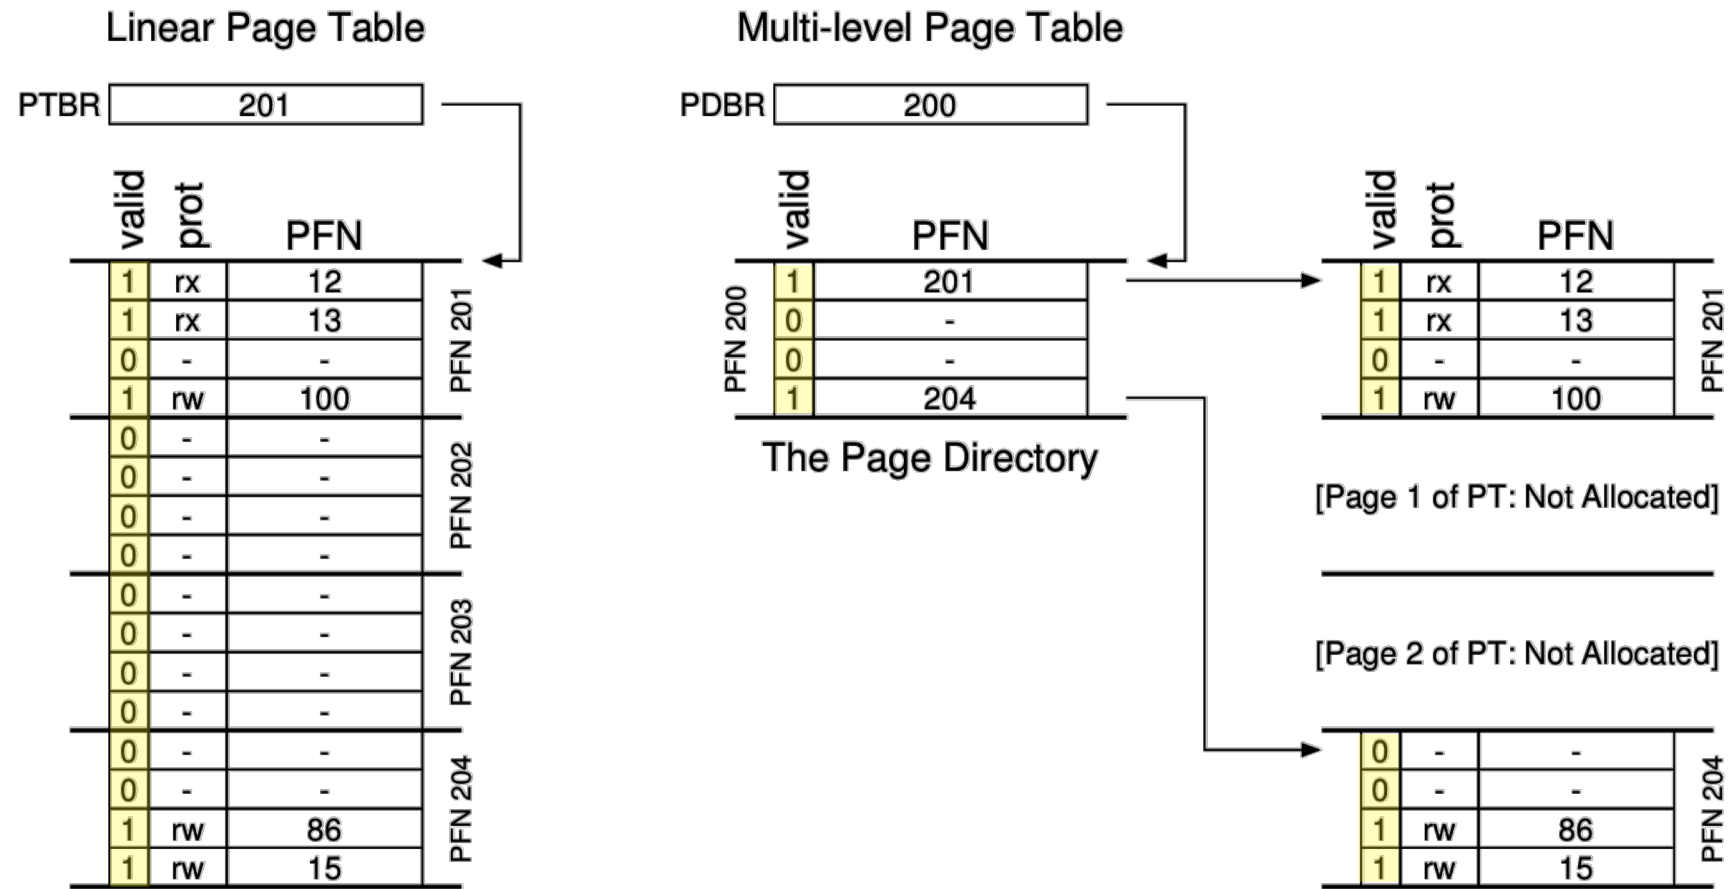 Linear Page Table
PTBR 201
valid prot PFN
1 rx 12
1 rx 13
0 - -
1 rw 100
PFN 201
0 - -
0 - -
0 - -
0 - -
PFN 202
0 - -
0 - -
0 - -
0 - -
PFN 203
0 - -
0 - -
1 rw 86
1 rw 15
PFN 204
Multi-level Page Table
PDBR 200
valid PFN
PFN 200
1 201
0 -
0 -
1 204
The Page Directory
valid prot PFN
1 rx 12
1 rx 13
0 - -
1 rw 100
PFN 201
[Page 1 of PT: Not Allocated]
[Page 2 of PT: Not Allocated]
0 - -
0 - -
1 rw 86
1 rw 15
PFN 204